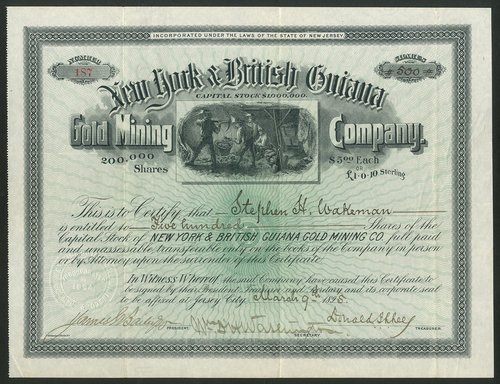 INCORPORATED UNDER THE LAWS OF THE STATE OF NEW JERSEY
NUMBER
187
SHARES
500
New York & British Guiana
CAPITAL STOCK $1,000,000.
Gold Mining Company.
200,000
Shares
$5.00 Each
OR
£1-0-10 Sterling
This is to Certify that Stephen H. Wakeman
is entitled to Five hundred Shares of the
Capital Stock of NEW YORK & BRITISH GUIANA GOLD MINING CO. full paid
and unassessable transferable only on the books of the Company in person
or by Attorney upon the surrender of this Certificate.
In Witness Whereof the said Company have caused this Certificate to
be signed by their President, and its corporate seal
to be affixed at Jersey City March 9th 1895.
PRESIDENT.
SECRETARY.
TREASURER.